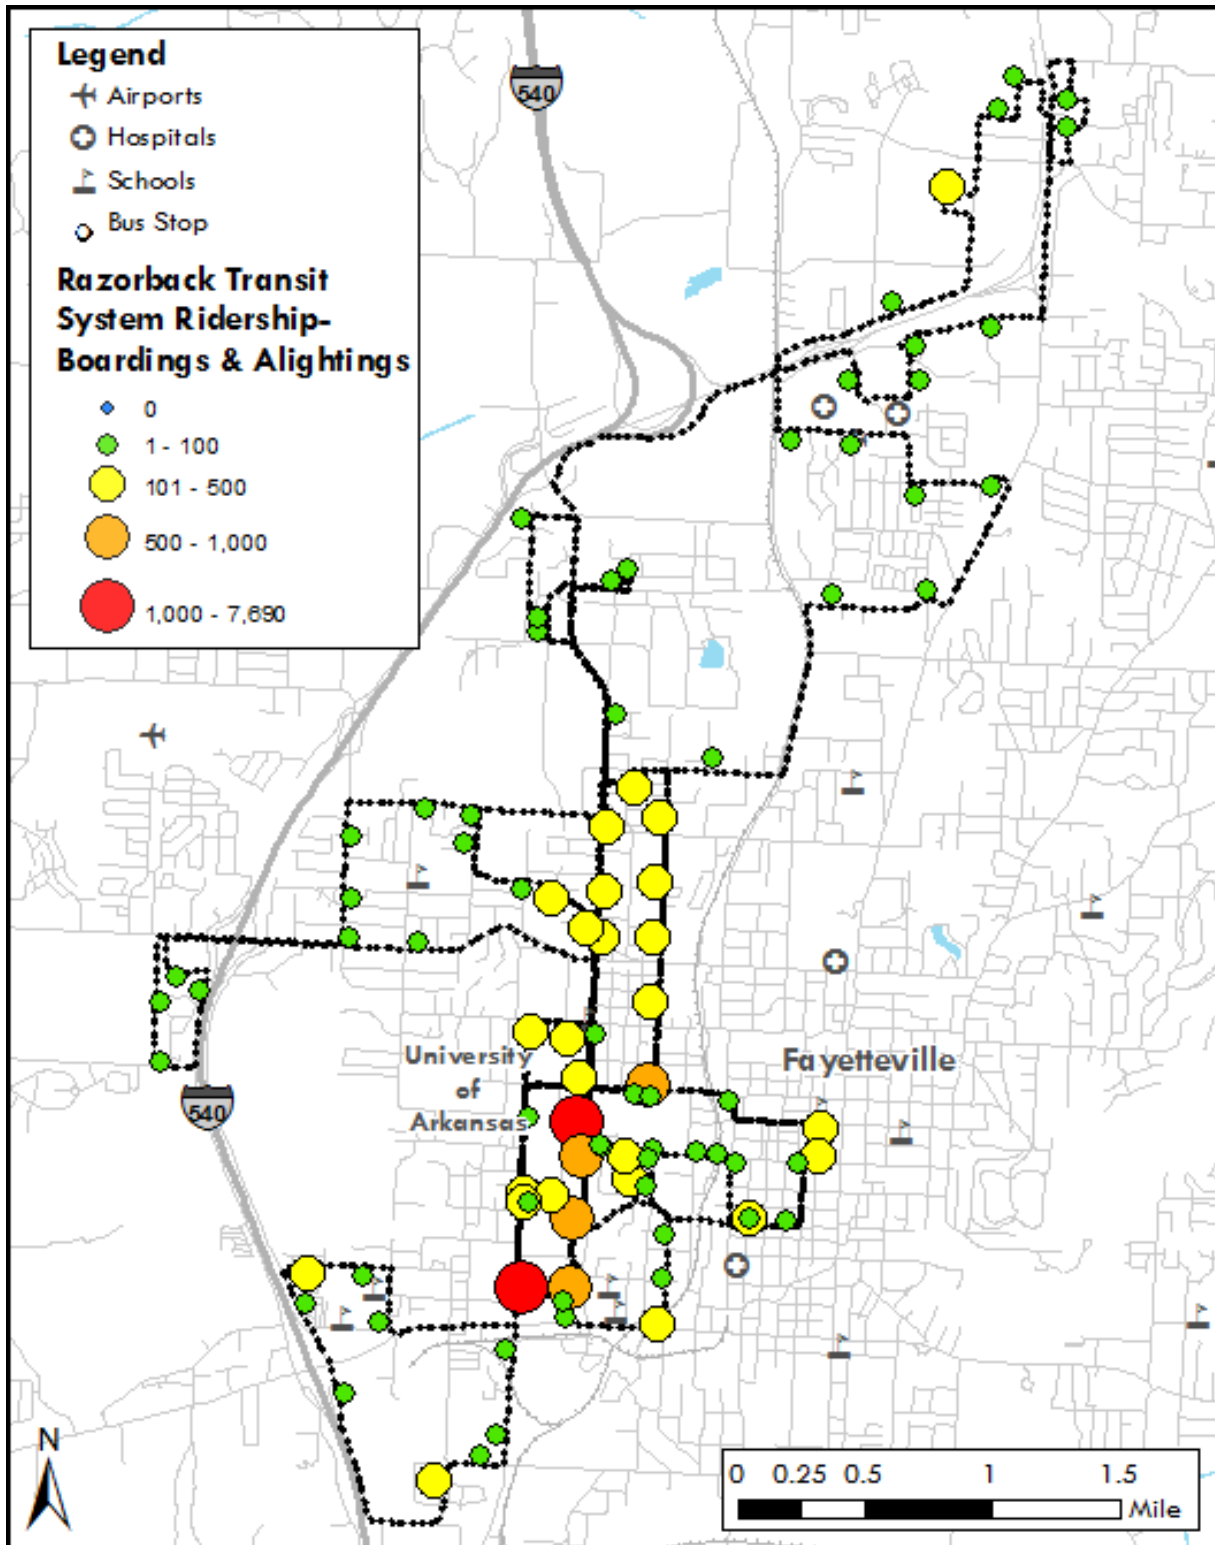 Legend
Airports
Hospitals
Schools
Bus Stop
Razorback Transit
System Ridership-
Boardings & Alightings
0
1 - 100
101 - 500
500 - 1,000
1,000 - 7,690
540
University
of
Arkansas
Fayetteville
540
N
0 0.25 0.5 1 1.5
Mile